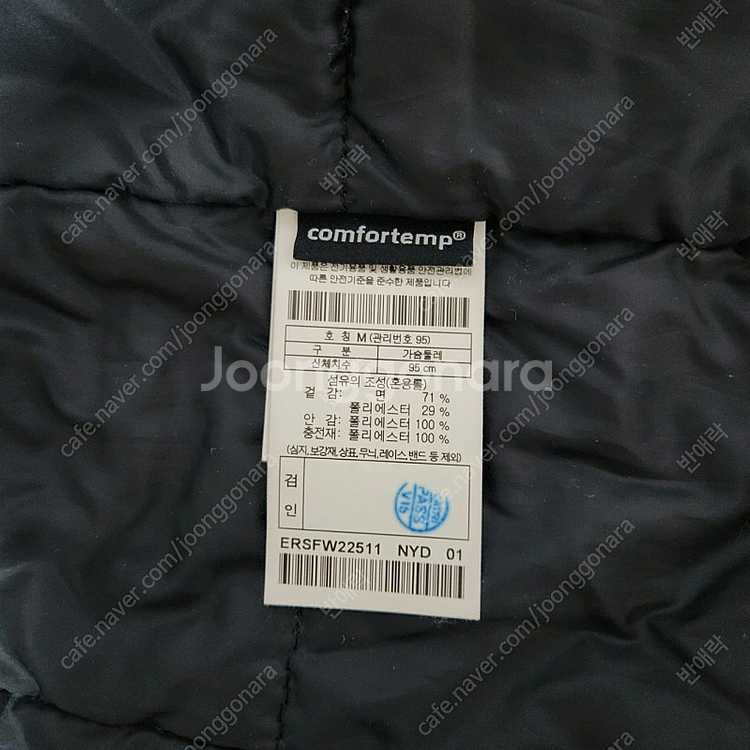 comfortemp®
이 제품은 전기용품 및 생활용품 안전관리법에
따른 안전기준을 준수한 제품입니다.
호 칭 M (관리번호 95)
구 분 가슴둘레
신체치수 95 cm
Joonggonara
섬유의 조성(혼용률)
겉 감: 면 71 %
폴리에스터 29 %
안 감: 폴리에스터 100 %
충전재: 폴리에스터 100 %
(심지, 보강재, 상표, 무늬, 레이스 밴드 등 제외)
검
인
PASS
ERSFW22511 NYD 01
cafe.naver.com/joonggonara
반애락